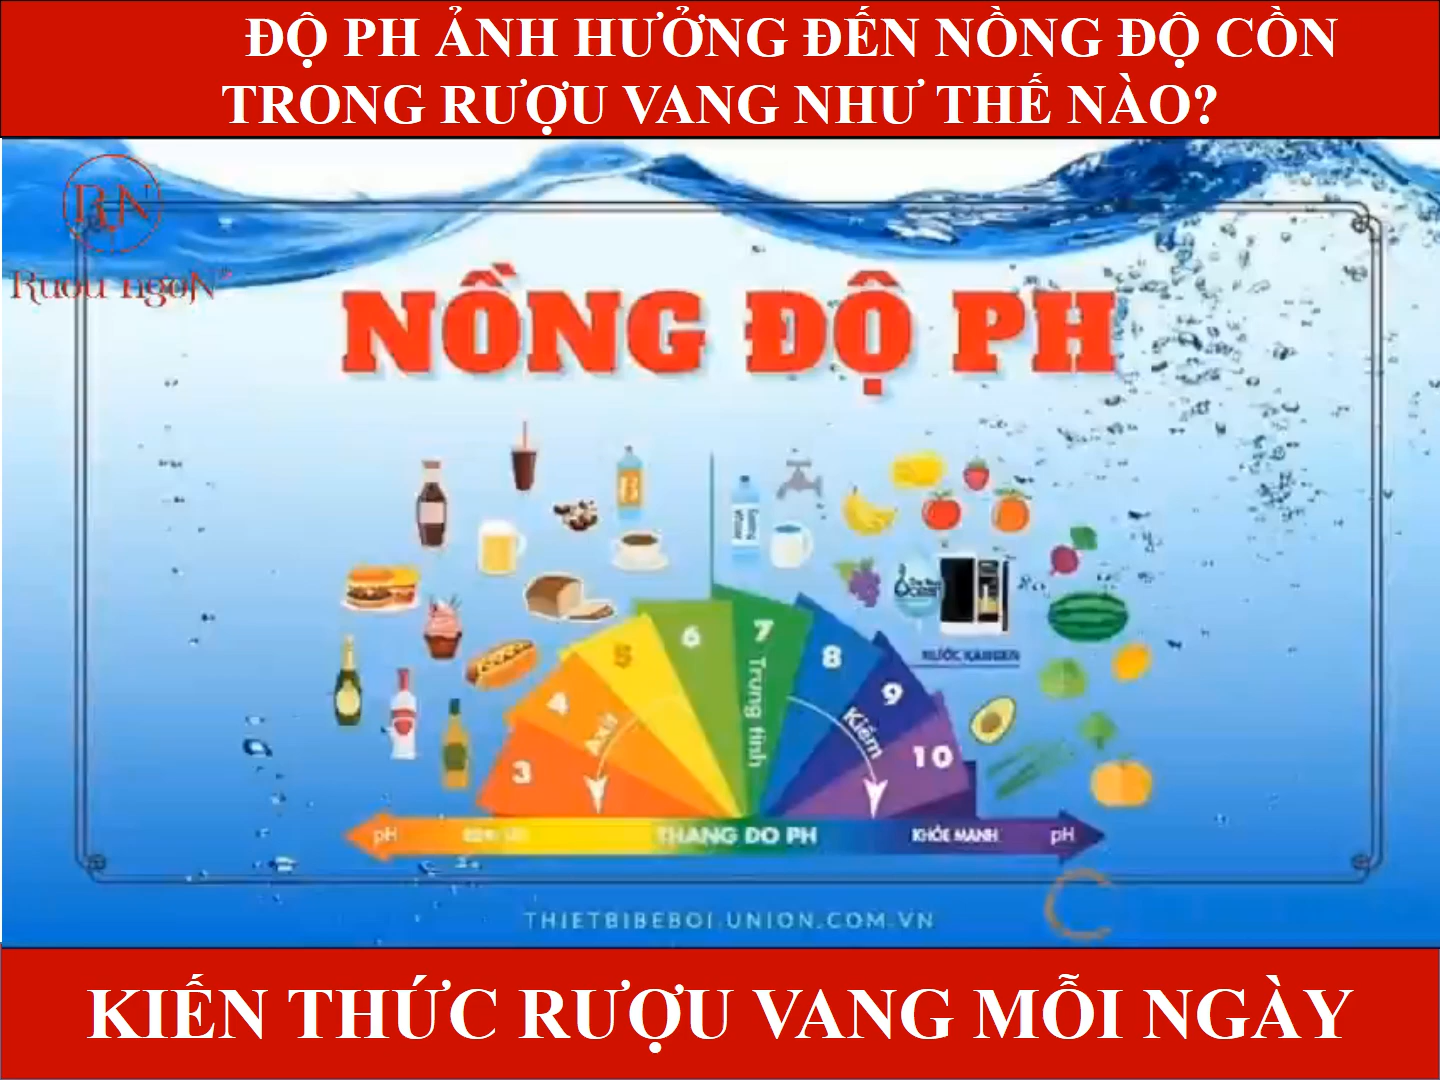 ĐỘ PH ẢNH HƯỞNG ĐẾN NỒNG ĐỘ CỒN
TRONG RƯỢU VANG NHƯ THẾ NÀO?
Rượu ngoN
NỒNG ĐỘ PH
3
4
5
6
7
8
9
10
Axit
Trung tính
Kiềm
NƯỚC KANGEN
pH
THANG DO PH
KHỎE MẠNH
pH
THIETBIBEBOI.UNION.COM.VN
KIẾN THỨC RƯỢU VANG MỖI NGÀY